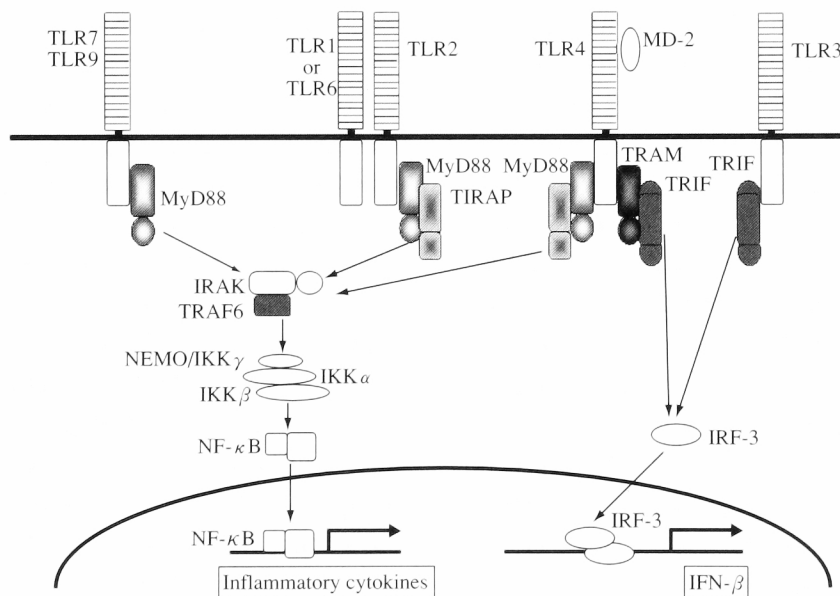 TLR7
TLR9
TLR1
or
TLR6
TLR2
TLR4
MD-2
TLR3
MyD88
MyD88
TIRAP
MyD88
TRAM
TRIF
TRIF
IRAK
TRAF6
NEMO/IKKγ
IKKα
IKKβ
NF-κB
IRF-3
NF-κB
IRF-3
Inflammatory cytokines
IFN-β